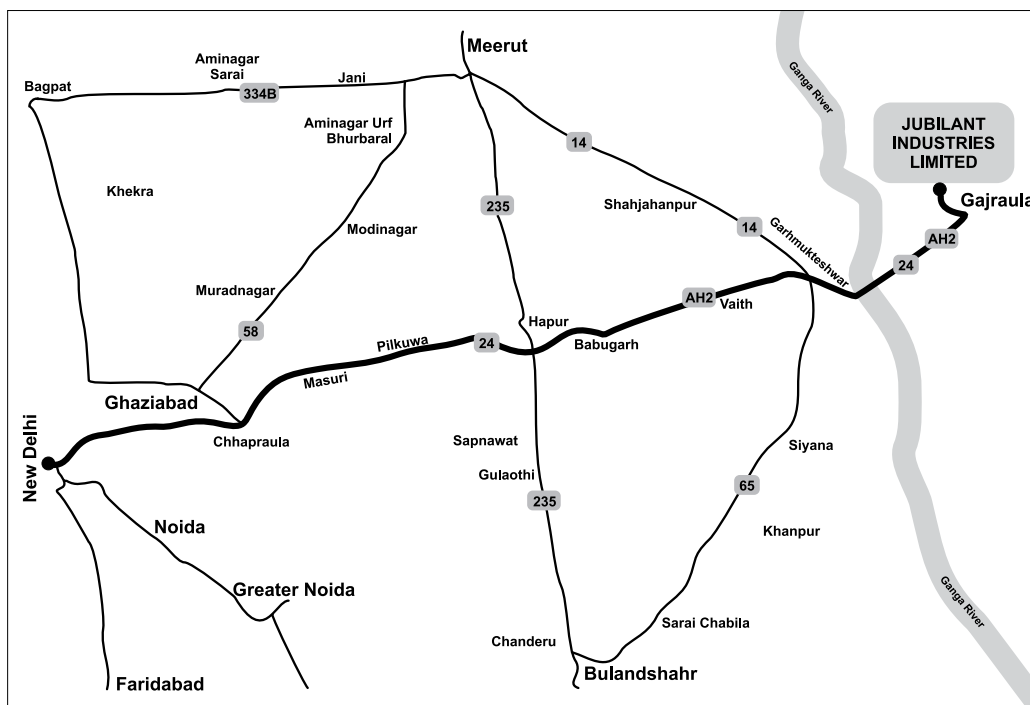 Meerut
Aminagar
Sarai
Jani
Bagpat
334B
Ganga River
JUBILANT
INDUSTRIES
LIMITED
Aminagar Urf
Bhurbaral
14
Khekra
235
Shahjahanpur
Gajraula
Modinagar
14
Garhmukteshwar
AH2
24
Muradnagar
AH2
Vaith
58
Hapur
Pilkuwa
24
Babugarh
Masuri
Ghaziabad
Chhapraula
Sapnawat
Siyana
New Delhi
Gulaothi
65
235
Noida
Khanpur
Greater Noida
Ganga River
Sarai Chabila
Chanderu
Bulandshahr
Faridabad